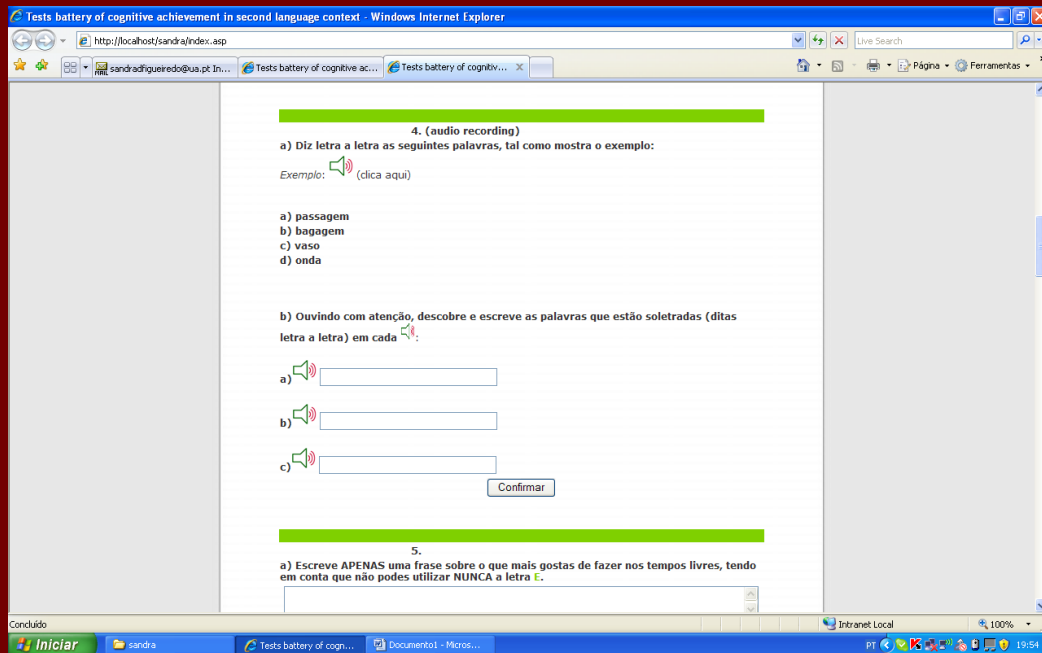 Tests battery of cognitive achievement in second language context - Windows Internet Explorer
http://localhost/sandra/index.asp
Live Search
sandradfigueiredo@ua.pt In...
Tests battery of cognitive ac...
Tests battery of cognitiv...
Página
Ferramentas
4. (audio recording)
a) Diz letra a letra as seguintes palavras, tal como mostra o exemplo:
Exemplo: (clica aqui)
a) passagem
b) bagagem
c) vaso
d) onda
b) Ouvindo com atenção, descobre e escreve as palavras que estão soletradas (ditas
letra a letra) em cada :
a)
b)
c)
Confirmar
5.
a) Escreve APENAS uma frase sobre o que mais gostas de fazer nos tempos livres, tendo
em conta que não podes utilizar NUNCA a letra E.
Concluído
Intranet Local
100%
Iniciar
sandra
Tests battery of cogn...
Documento1 - Micros...
PT
19:54